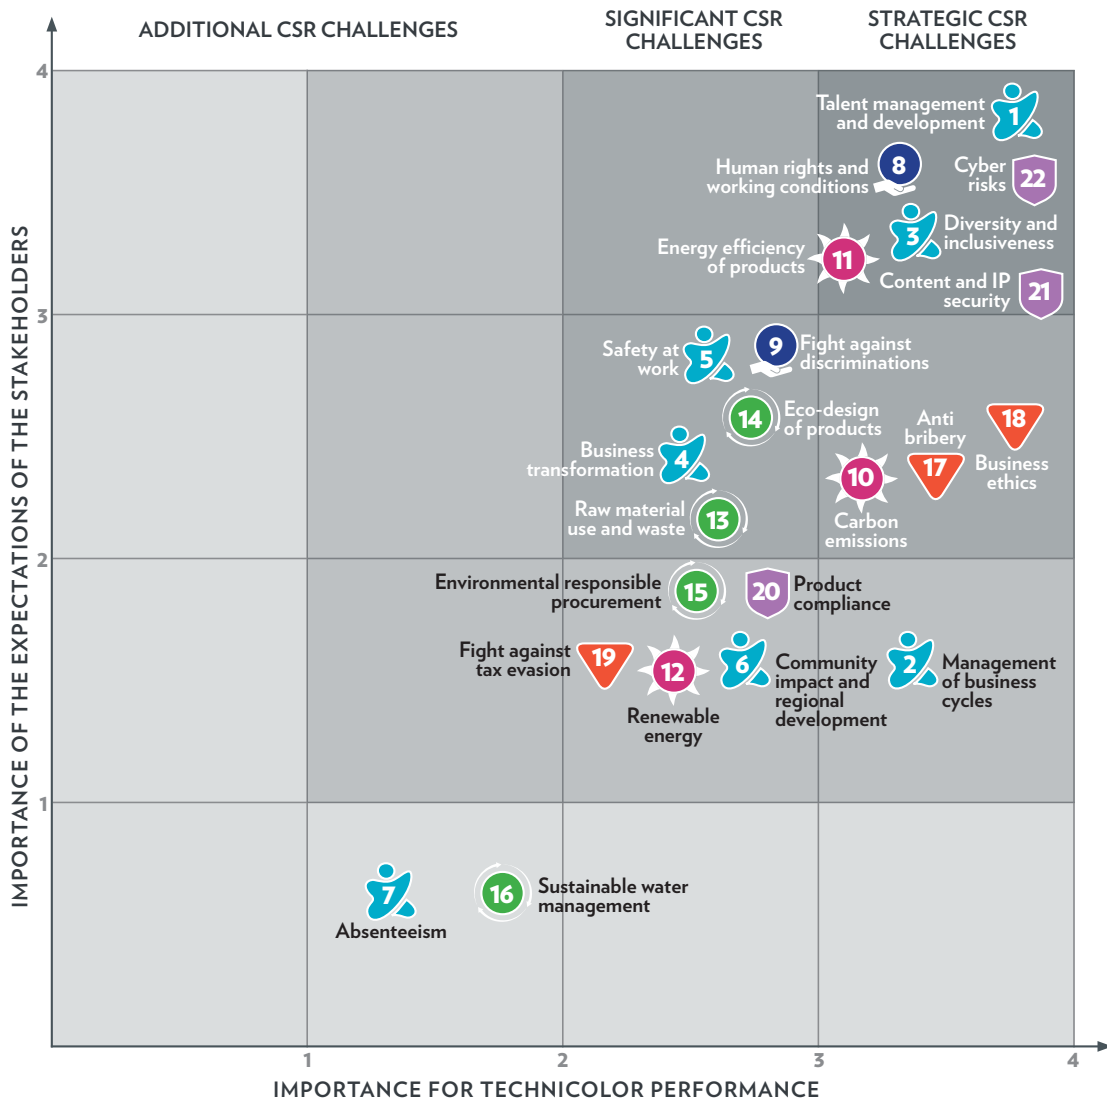 ADDITIONAL CSR CHALLENGES
SIGNIFICANT CSR
CHALLENGES
STRATEGIC CSR
CHALLENGES
IMPORTANCE OF THE EXPECTATIONS OF THE STAKEHOLDERS
4
Talent management
and development
1
Human rights and
working conditions
8
Cyber
risks
22
3
Diversity and
inclusiveness
Energy efficiency
of products
11
Content and IP
security
21
3
Safety at
work
5
9
Fight against
discriminations
14
Eco-design
of products
Anti
bribery
17
18
Business
ethics
Business
transformation
4
10
Carbon
emissions
Raw material
use and waste
13
2
Environmental responsible
procurement
15
20
Product
compliance
Fight against
tax evasion
19
12
Renewable
energy
6
Community
impact and
regional
development
2
Management
of business
cycles
1
7
Absenteeism
16
Sustainable water
management
1
2
3
4
IMPORTANCE FOR TECHNICOLOR PERFORMANCE